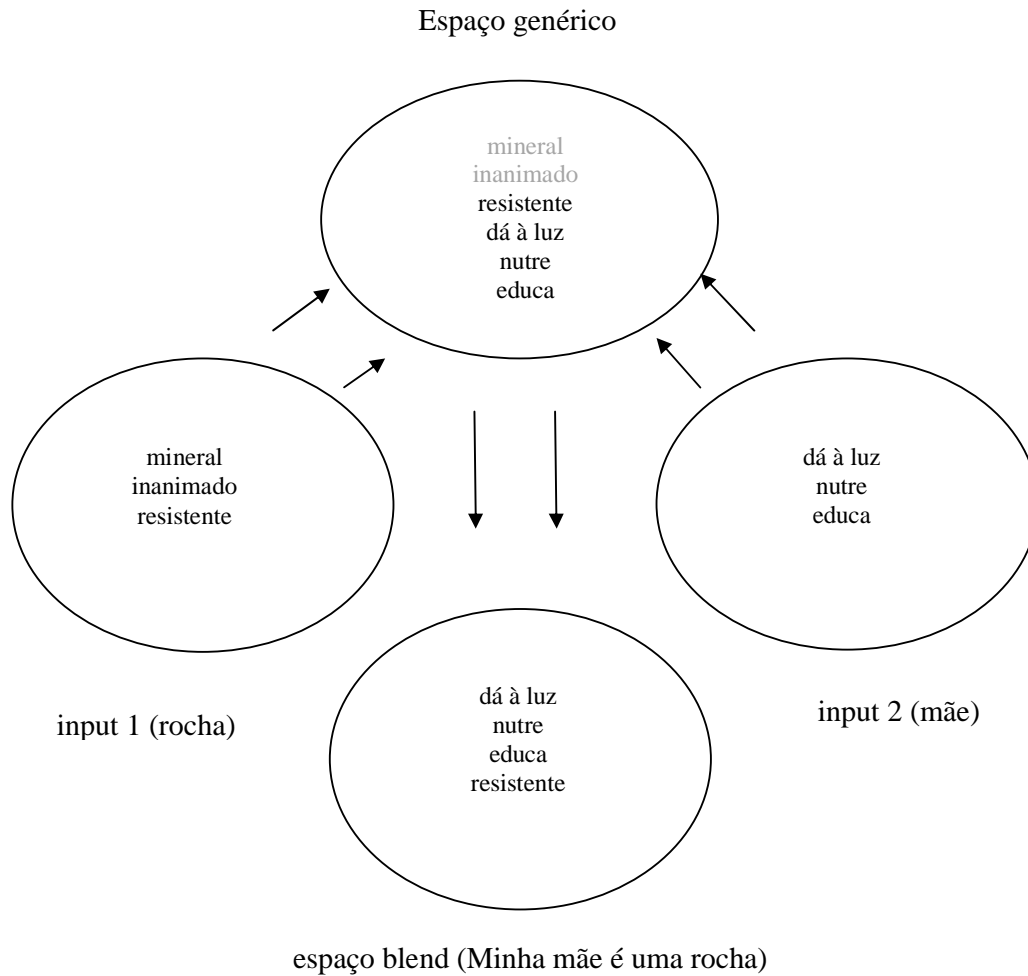 Espaço genérico
mineral
inanimado
resistente
dá à luz
nutre
educa
mineral
inanimado
resistente
input 1 (rocha)
dá à luz
nutre
educa
input 2 (mãe)
dá à luz
nutre
educa
resistente
espaço blend (Minha mãe é uma rocha)